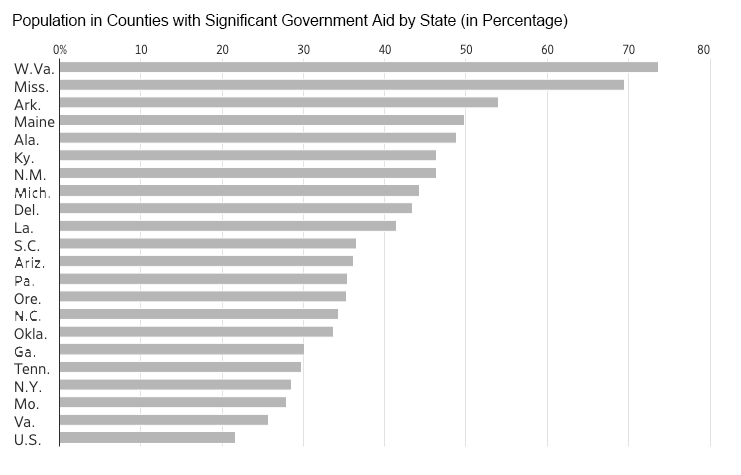 Population in Counties with Significant Government Aid by State (in Percentage)
0% 10 20 30 40 50 60 70 80
W.Va.
Miss.
Ark.
Maine
Ala.
Ky.
N.M.
Mich.
Del.
La.
S.C.
Ariz.
Pa.
Ore.
N.C.
Okla.
Ga.
Tenn.
N.Y.
Mo.
Va.
U.S.